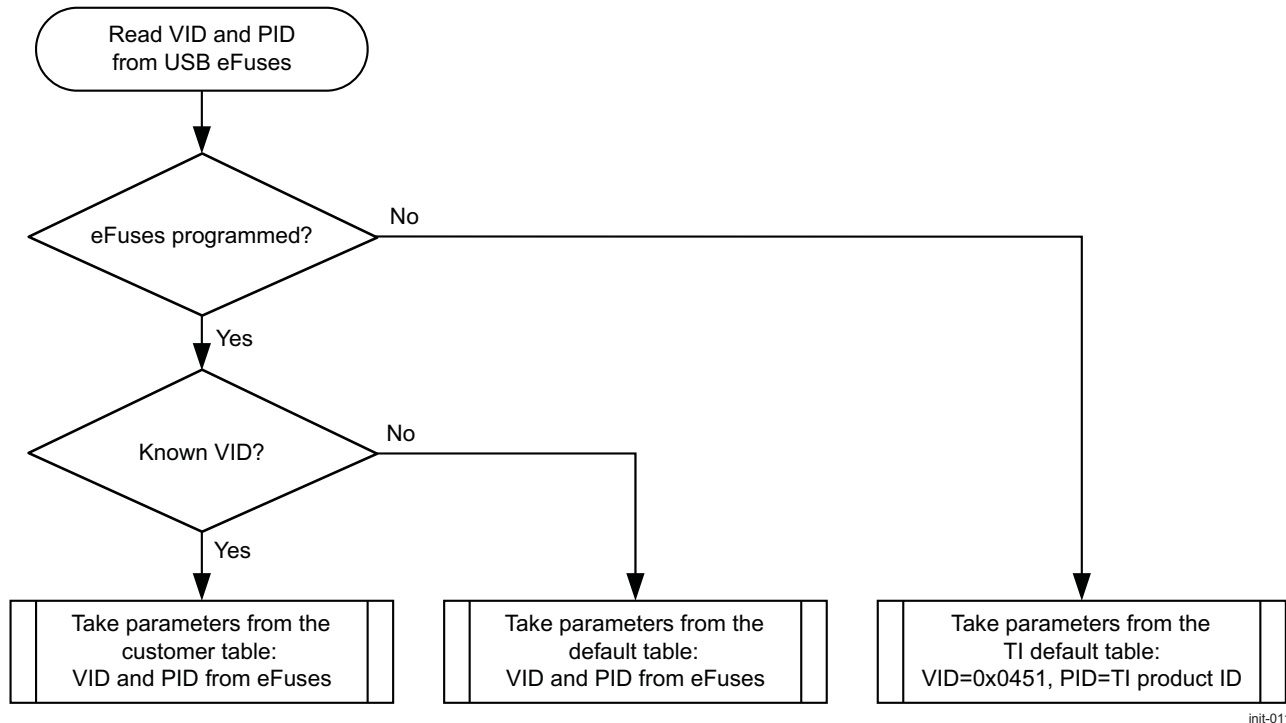 Read VID and PID
from USB eFuses
eFuses programmed?
No
Yes
Known VID?
No
Yes
Take parameters from the
customer table:
VID and PID from eFuses
Take parameters from the
default table:
VID and PID from eFuses
Take parameters from the
TI default table:
VID=0x0451, PID=TI product ID